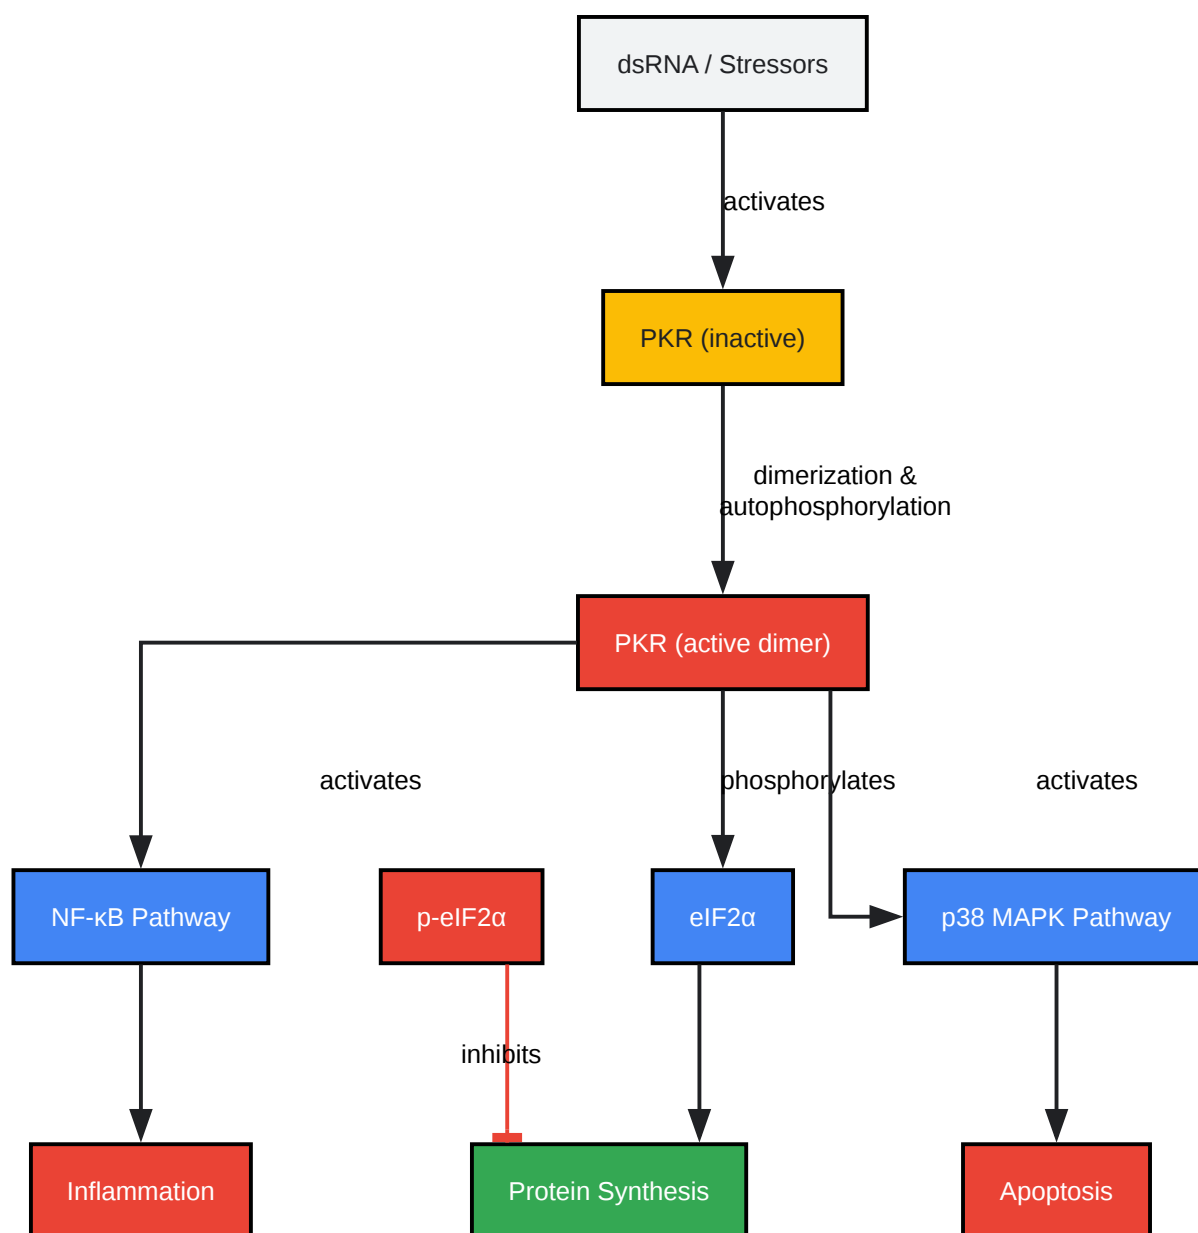 dsRNA / Stressors
activates
PKR (inactive)
dimerization &
autophosphorylation
PKR (active dimer)
activates
phosphorylates
activates
NF-κB Pathway
p-eIF2α
eIF2α
p38 MAPK Pathway
inhibits
Inflammation
Protein Synthesis
Apoptosis